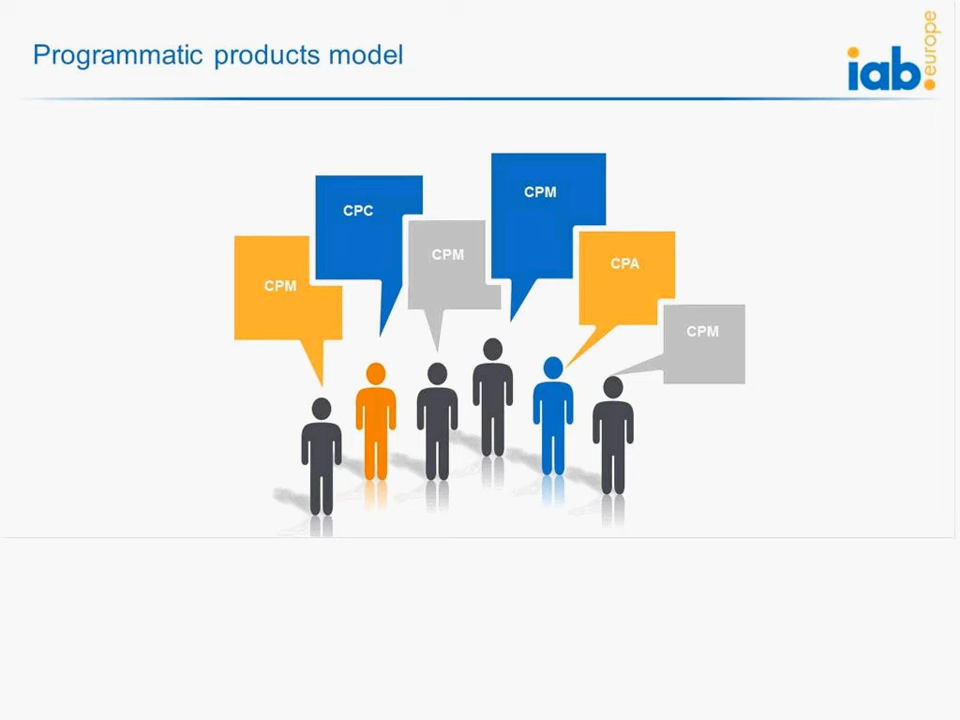 Programmatic products model
iab
europe
CPM
CPC
CPM
CPM
CPA
CPM